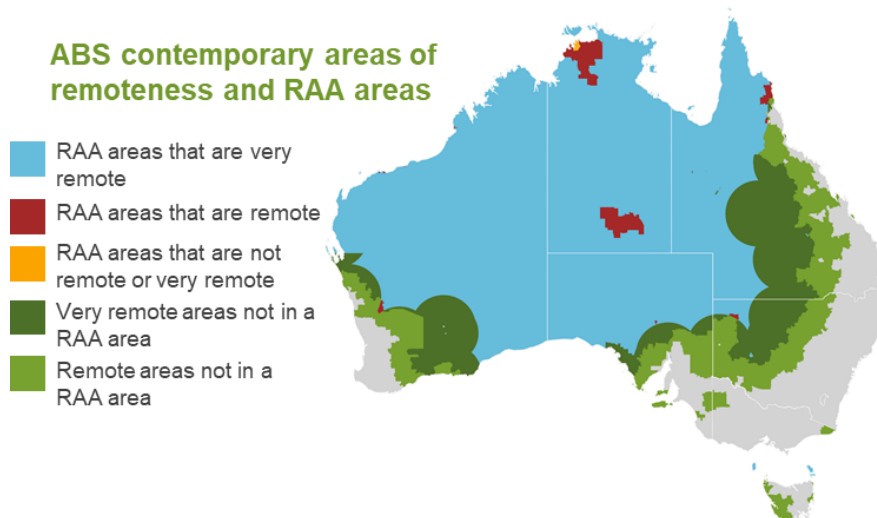 ABS contemporary areas of
remoteness and RAA areas
RAA areas that are very
remote
RAA areas that are remote
RAA areas that are not
remote or very remote
Very remote areas not in a
RAA area
Remote areas not in a
RAA area